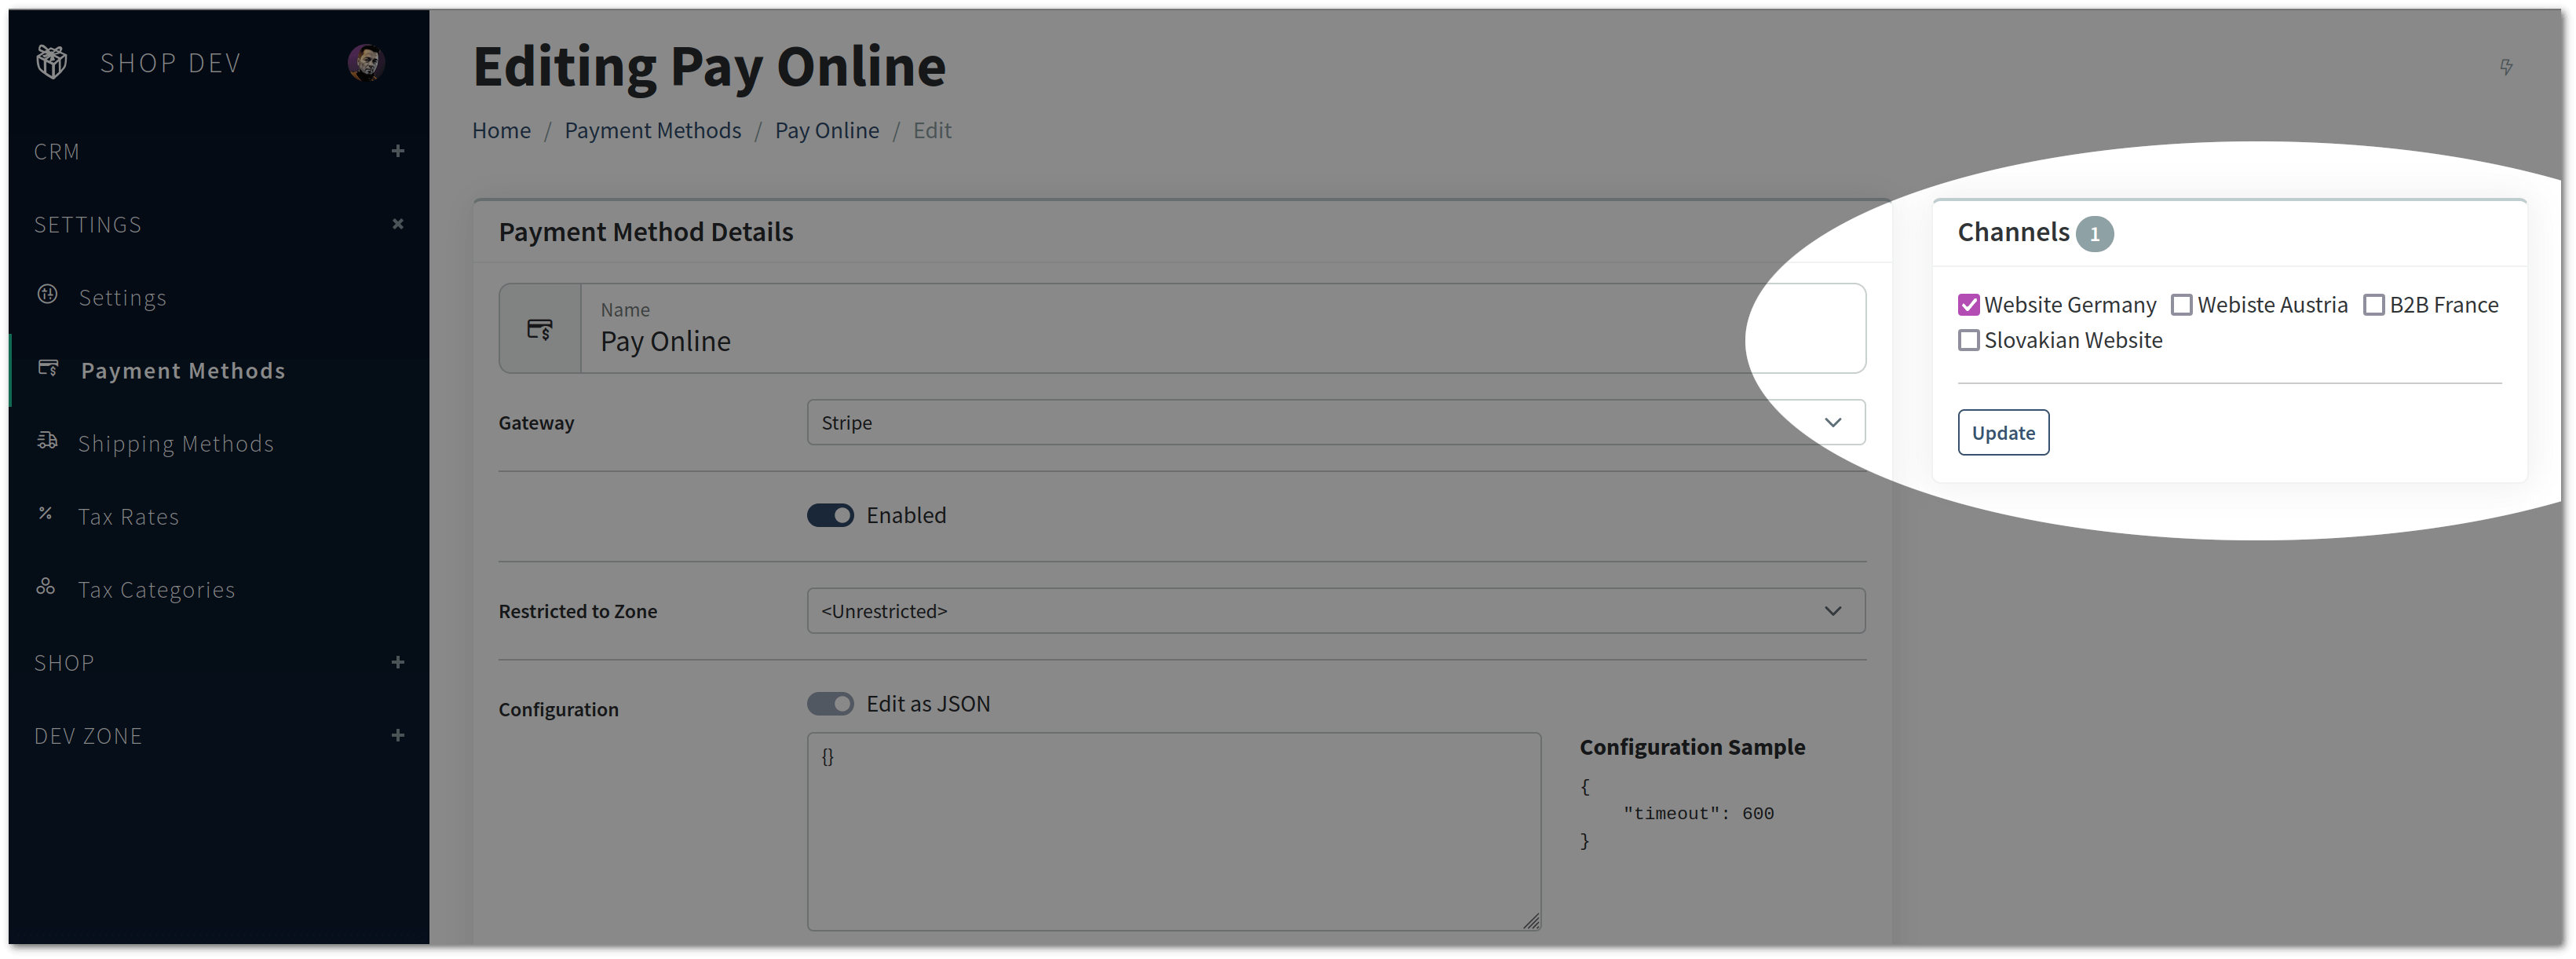 SHOP DEV
CRM
SETTINGS
Settings
Payment Methods
Shipping Methods
Tax Rates
Tax Categories
SHOP
DEV ZONE
Editing Pay Online
Home / Payment Methods / Pay Online / Edit
Payment Method Details
Name
Pay Online
Gateway Stripe
Enabled
Restricted to Zone <Unrestricted>
Configuration Edit as JSON
{}
Configuration Sample
{
"timeout": 600
}
Channels 1
Website Germany Webiste Austria B2B France
Slovakian Website
Update